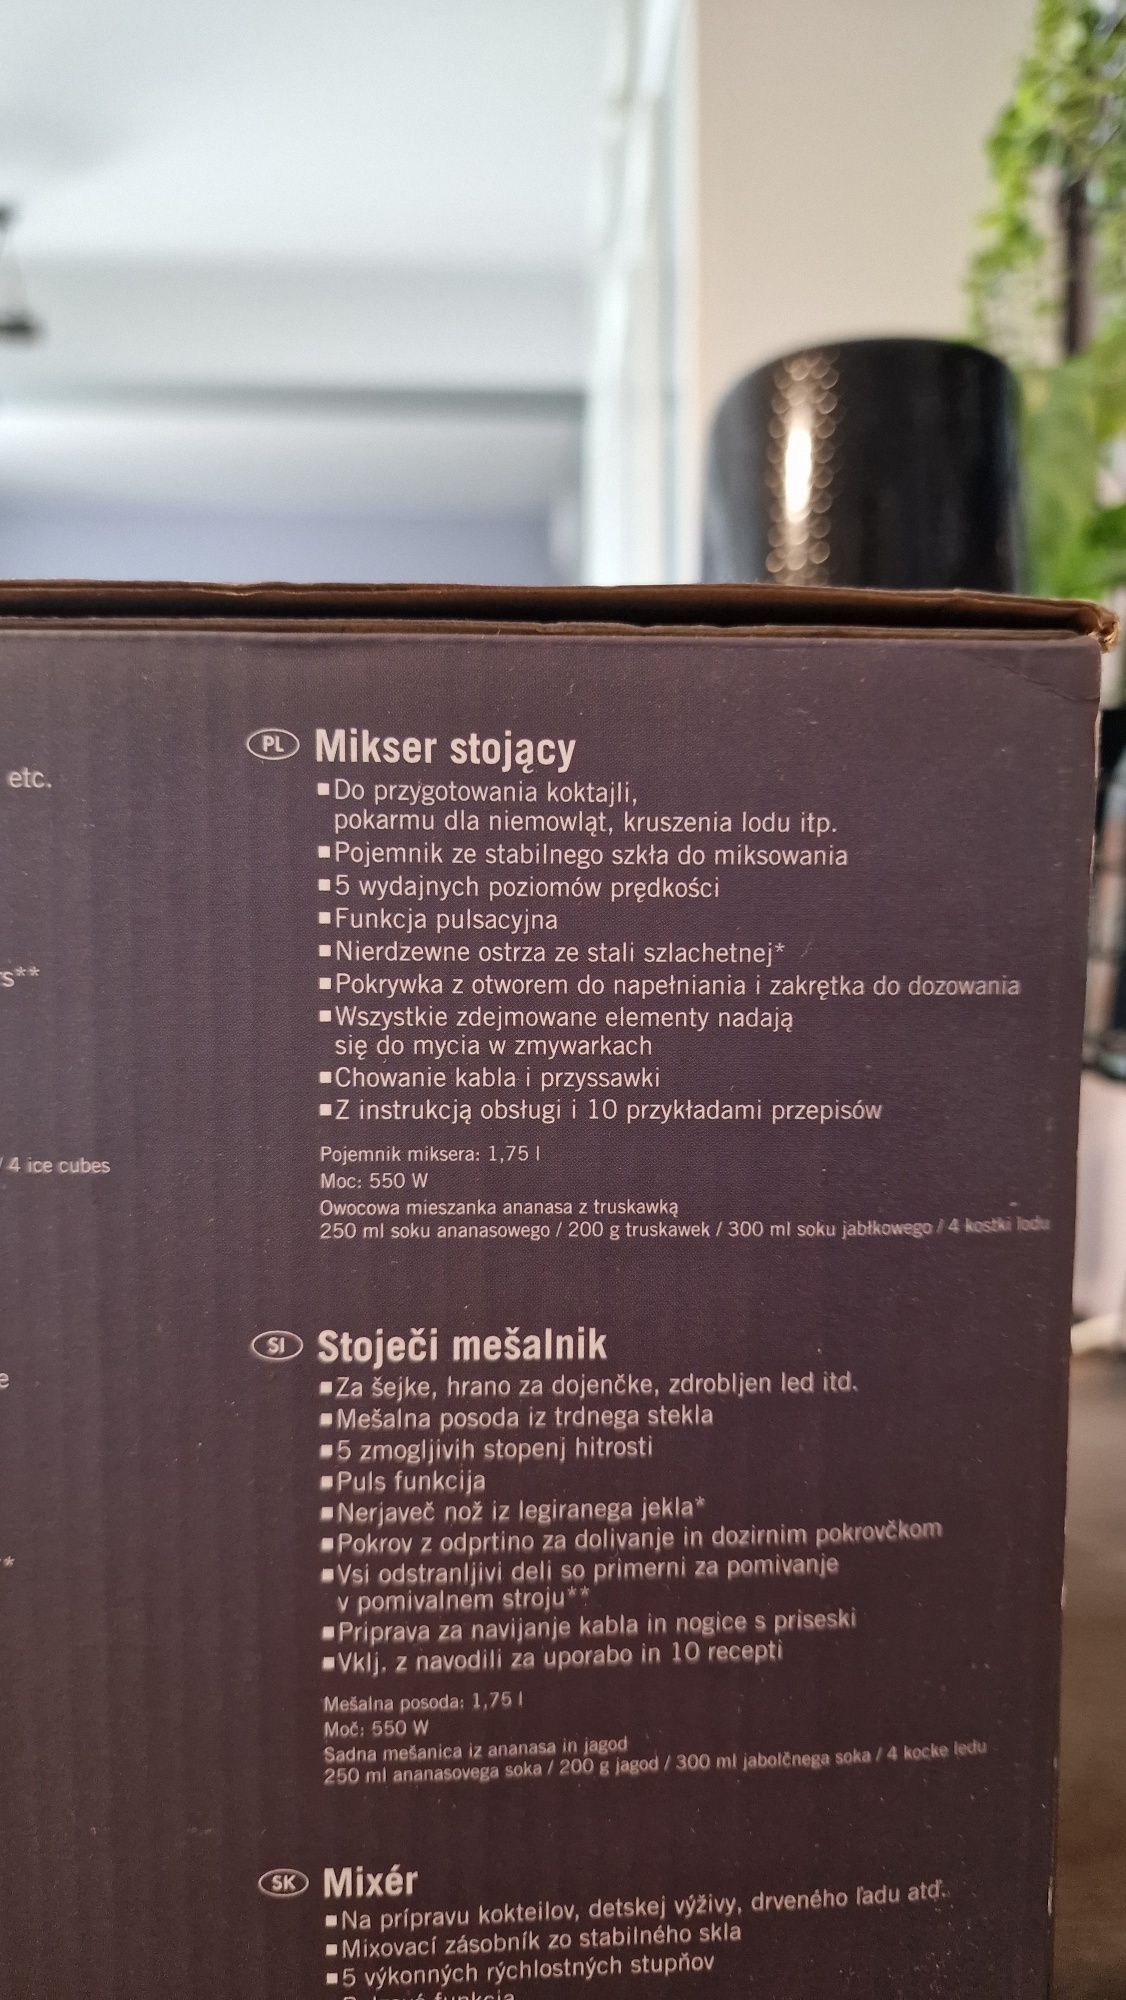 etc.
s**
/ 4 ice cubes
e
*
PL Mikser stojący
▪Do przygotowania koktajli,
pokarmu dla niemowląt, kruszenia lodu itp.
▪Pojemnik ze stabilnego szkła do miksowania
▪5 wydajnych poziomów prędkości
▪Funkcja pulsacyjna
▪Nierdzewne ostrza ze stali szlachetnej*
▪Pokrywka z otworem do napełniania i zakrętka do dozowania
▪Wszystkie zdejmowane elementy nadają
się do mycia w zmywarkach
▪Chowanie kabla i przyssawki
▪Z instrukcją obsługi i 10 przykładami przepisów
Pojemnik miksera: 1,75 l
Moc: 550 W
Owocowa mieszanka ananasa z truskawką
250 ml soku ananasowego / 200 g truskawek / 300 ml soku jabłkowego / 4 kostki lodu
SI Stoječi mešalnik
▪Za šejke, hrano za dojenčke, zdrobljen led itd.
▪Mešalna posoda iz trdnega stekla
▪5 zmogljivih stopenj hitrosti
▪Puls funkcija
▪Nerjaveč nož iz legiranega jekla*
▪Pokrov z odprtino za dolivanje in dozirnim pokrovčkom
▪Vsi odstranljivi deli so primerni za pomivanje
v pomivalnem stroju**
▪Priprava za navijanje kabla in nogice s priseski
▪Vklj. z navodili za uporabo in 10 recepti
Mešalna posoda: 1,75 l
Moč: 550 W
Sadna mešanica iz ananasa in jagod
250 ml ananasovega soka / 200 g jagod / 300 ml jabolčnega soka / 4 kocke ledu
SK Mixér
▪Na prípravu kokteilov, detskej výživy, drveného ľadu atď.
▪Mixovací zásobník zo stabilného skla
▪5 výkonných rýchlostných stupňov
funkcia